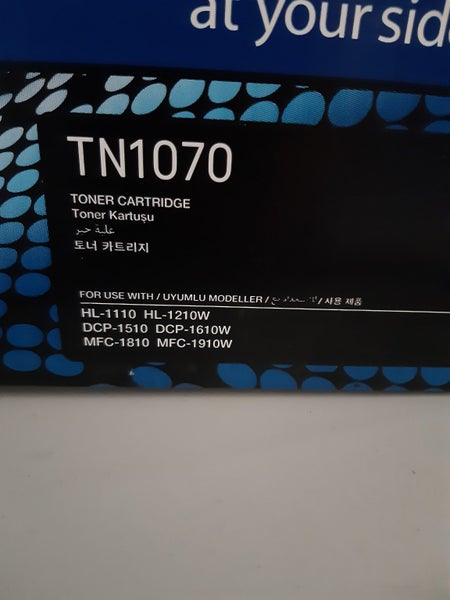 at your side
TN1070
TONER CARTRIDGE
Toner Kartuşu
علبة حبر
토너 카트리지
FOR USE WITH / UYUMLU MODELLER / / 사용 제품
HL-1110 HL-1210W
DCP-1510 DCP-1610W
MFC-1810 MFC-1910W